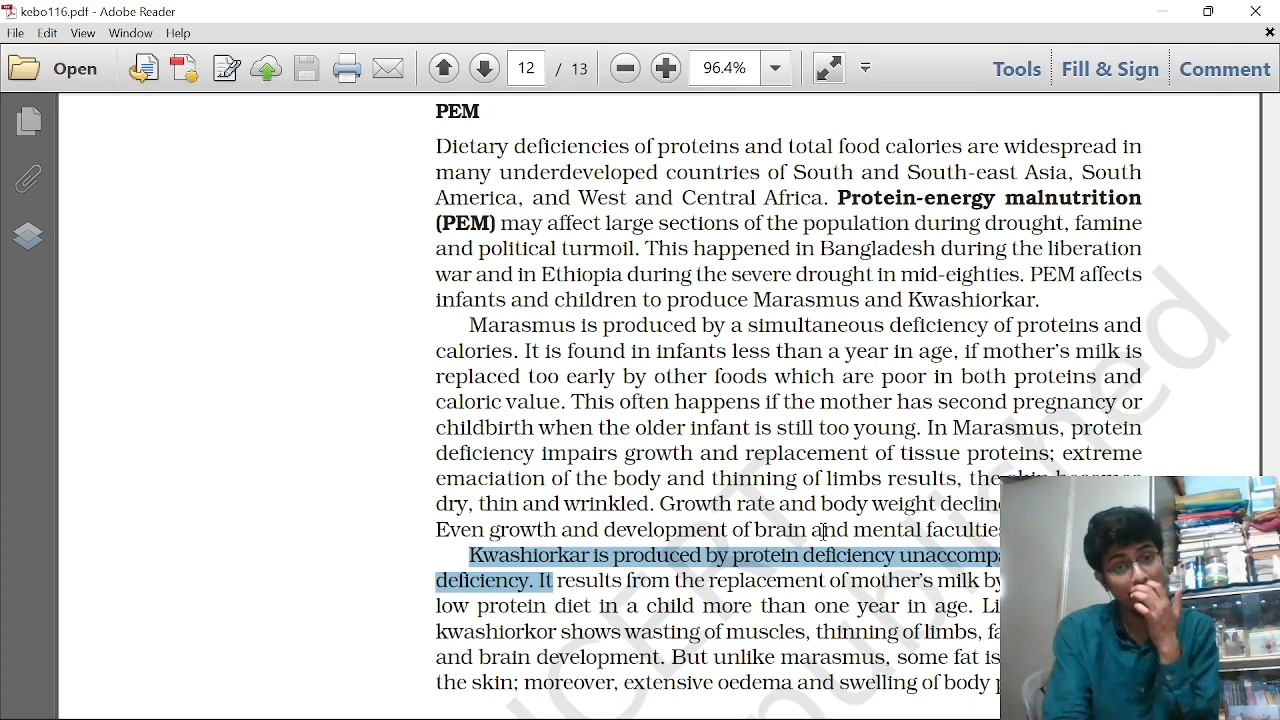 kebo116.pdf - Adobe Reader
File Edit View Window Help
Open 12 / 13 96.4% Tools Fill & Sign Comment
PEM
Dietary deficiencies of proteins and total food calories are widespread in
many underdeveloped countries of South and South-east Asia, South
America, and West and Central Africa. Protein-energy malnutrition
(PEM) may affect large sections of the population during drought, famine
and political turmoil. This happened in Bangladesh during the liberation
war and in Ethiopia during the severe drought in mid-eighties. PEM affects
infants and children to produce Marasmus and Kwashiorkar.
Marasmus is produced by a simultaneous deficiency of proteins and
calories. It is found in infants less than a year in age, if mother's milk is
replaced too early by other foods which are poor in both proteins and
caloric value. This often happens if the mother has second pregnancy or
childbirth when the older infant is still too young. In Marasmus, protein
deficiency impairs growth and replacement of tissue proteins; extreme
emaciation of the body and thinning of limbs results, the skin becomes
dry, thin and wrinkled. Growth rate and body weight declin
Even growth and development of brain and mental facultie
Kwashiorkar is produced by protein deficiency unaccompa
deficiency. It results from the replacement of mother's milk by
low protein diet in a child more than one year in age. Li
kwashiorkor shows wasting of muscles, thinning of limbs, fa
and brain development. But unlike marasmus, some fat is
the skin; moreover, extensive oedema and swelling of body p